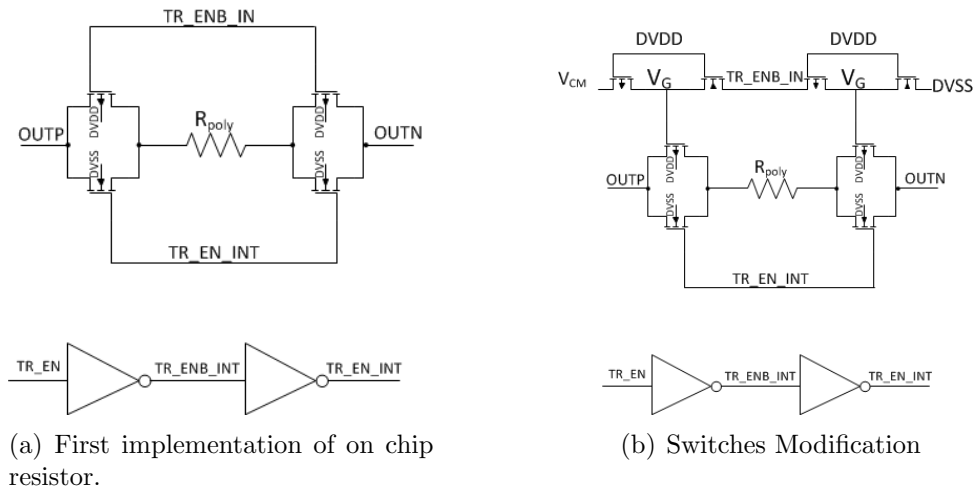 TR_ENB_IN
DVDD
OUTP
Rpoly
OUTN
DVSS
DVSS
TR_EN_INT
TR_EN
TR_ENB_INT
TR_EN_INT
(a) First implementation of on chip
resistor.
DVDD
DVDD
VCM
VG
TR_ENB_IN
VG
DVSS
DVDD
DVDD
OUTP
Rpoly
OUTN
DVSS
DVSS
TR_EN_INT
TR_EN
TR_ENB_INT
TR_EN_INT
(b) Switches Modification